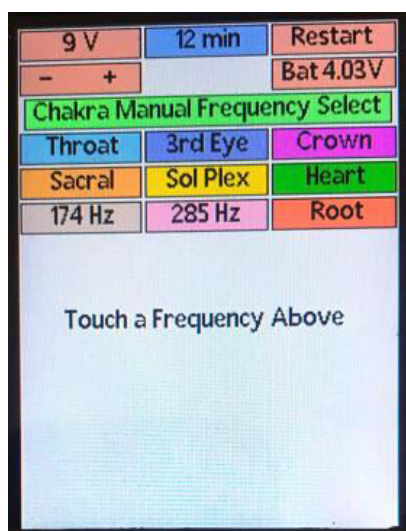 9 V 12 min Restart
- + Bat 4.03V
Chakra Manual Frequency Select
Throat 3rd Eye Crown
Sacral Sol Plex Heart
174 Hz 285 Hz Root
Touch a Frequency Above